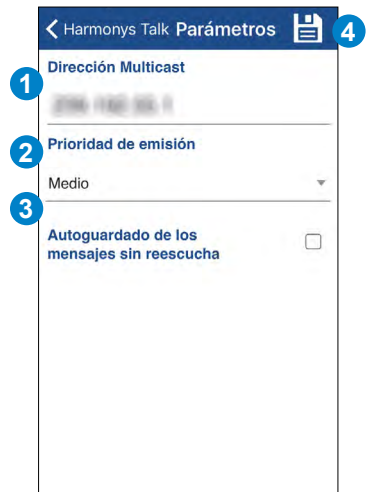 Harmonys Talk Parámetros
4
1
Dirección Multicast
2
Prioridad de emisión
Medio
3
Autoguardado de los
mensajes sin reescucha